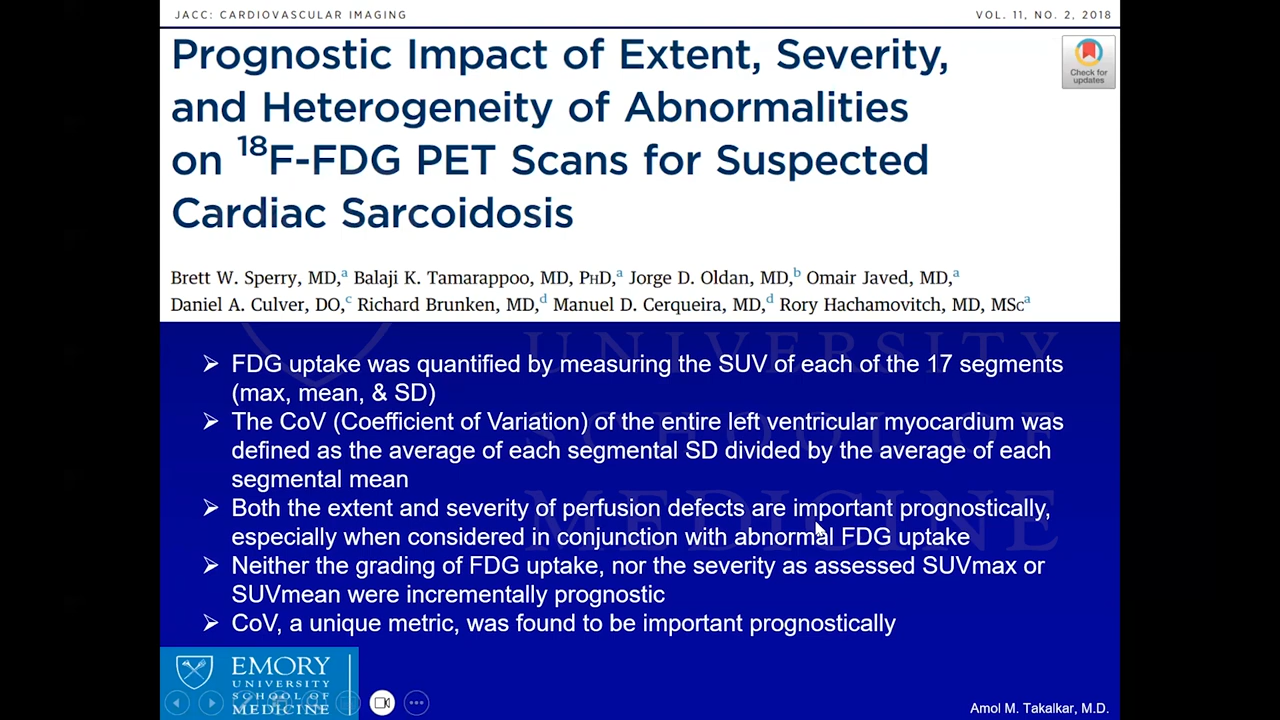 JACC: CARDIOVASCULAR IMAGING
VOL. 11, NO. 2, 2018
Prognostic Impact of Extent, Severity,
and Heterogeneity of Abnormalities
on 18F-FDG PET Scans for Suspected
Cardiac Sarcoidosis
Check for
updates
Brett W. Sperry, MD,a Balaji K. Tamarappoo, MD, PhD,a Jorge D. Oldan, MD,b Omair Javed, MD,a
Daniel A. Culver, DO,c Richard Brunken, MD,d Manuel D. Cerqueira, MD,d Rory Hachamovitch, MD, MSca
UNIVERSITY
SCHOOL OF
MEDICINE
➢ FDG uptake was quantified by measuring the SUV of each of the 17 segments
(max, mean, & SD)
➢ The CoV (Coefficient of Variation) of the entire left ventricular myocardium was
defined as the average of each segmental SD divided by the average of each
segmental mean
➢ Both the extent and severity of perfusion defects are important prognostically,
especially when considered in conjunction with abnormal FDG uptake
➢ Neither the grading of FDG uptake, nor the severity as assessed SUVmax or
SUVmean were incrementally prognostic
➢ CoV, a unique metric, was found to be important prognostically
EMORY
UNIVERSITY
SCHOOL OF
MEDICINE
Amol M. Takalkar, M.D.